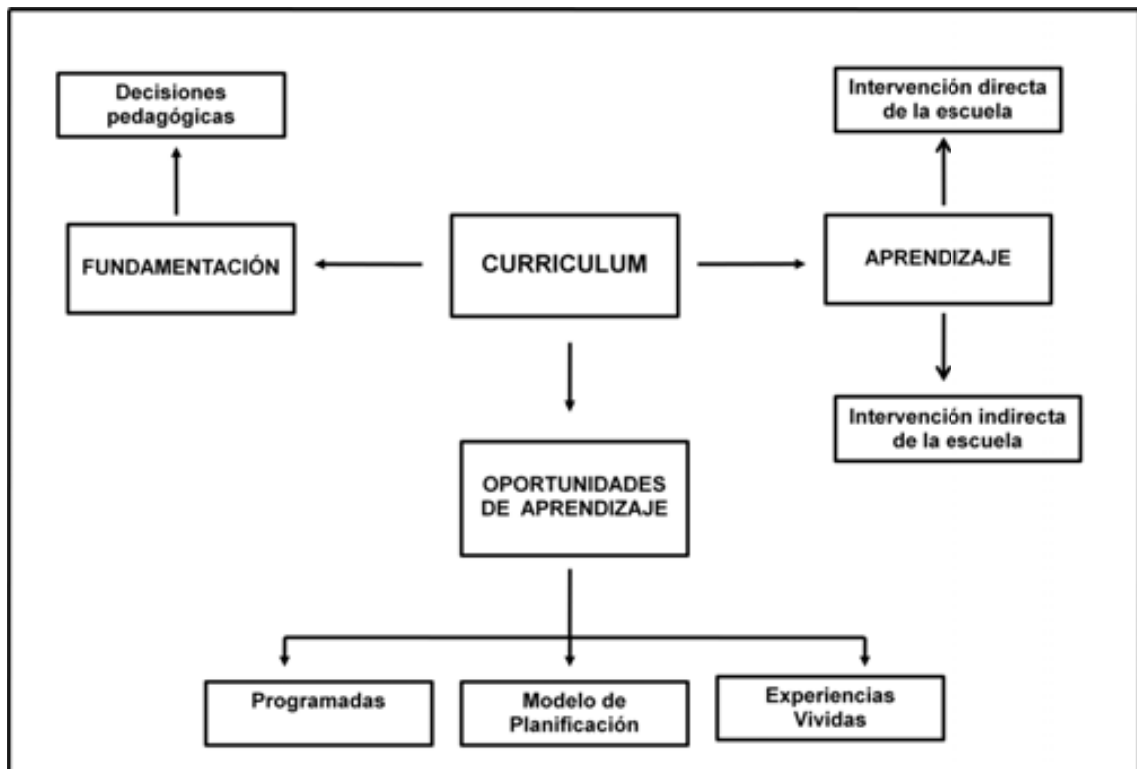 Decisiones
pedagógicas
Intervención directa
de la escuela
FUNDAMENTACIÓN
CURRICULUM
APRENDIZAJE
Intervención indirecta
de la escuela
OPORTUNIDADES
DE APRENDIZAJE
Programadas
Modelo de
Planificación
Experiencias
Vividas